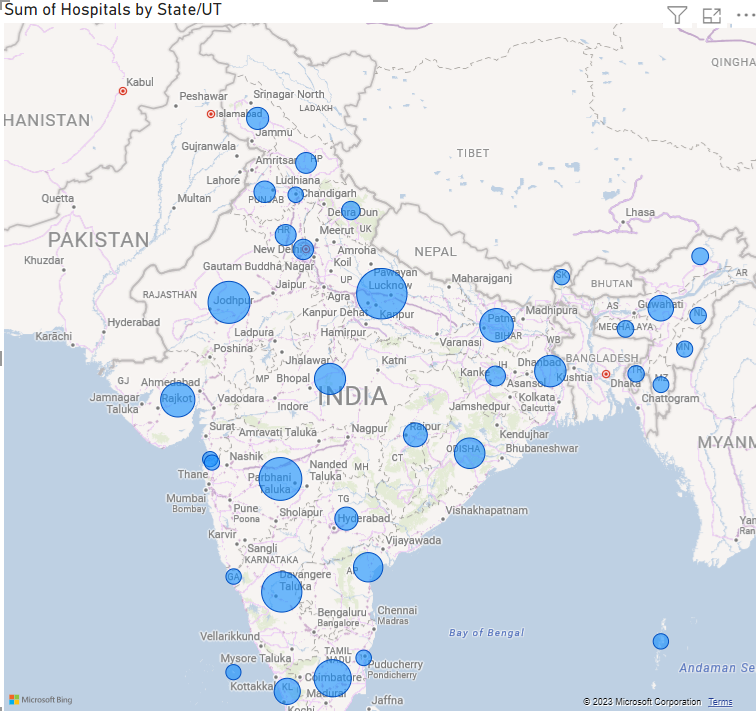 Sum of Hospitals by State/UT
Kabul
QINGHA
Peshawar
Srinagar North
LADAKH
Islamabad
HANISTAN
Jammu
Gujranwala
TIBET
Amritsar
HP
Lahore
Ludhiana
Quetta
Multan
PUNJAB
Chandigarh
Dehra Dun
Lhasa
HR
Meerut
UK
PAKISTAN
New Delhi
Amroha
NEPAL
Khuzdar
Gautam Buddha Nagar
Koil
Pawayan
SK
AR
UP
Maharajganj
BHUTAN
Jaipur
Lucknow
RAJASTHAN
Jodhpur
Agra
AS
Guwahati
Kanpur Dehat
Kanpur
Madhipura
NL
Hyderabad
Patna
MEGHALAYA
Karāchi
Ladpura
Hamirpur
BIHAR
Varanasi
WB
Poshina
MN
Jhalawar
Katni
JH
Dhanbad
BANGLADESH
GJ
Ahmedabad
MP
Bhopal
Kanke
Asansol
Kushtia
Dhaka
TR
MZ
Jamnagar
Taluka
Rajkot
Vadodara
INDIA
Kolkata
Calcutta
Chattogram
Indore
Jamshedpur
Surat
Amravati Taluka
Nagpur
Raipur
Kendujhar
MYANM
ODISHA
Bhubaneshwar
Nashik
CT
Thane
Parbhani
Taluka
Nanded
Taluka
MH
Mumbai
Bombay
TG
Pune
Poona
Sholapur
Hyderabad
Vishakhapatnam
Yan
Ran
Karvir
Vijayawada
Sangli
KARNATAKA
GA
Davangere
Taluka
AP
Bengaluru
Bangalore
Chennai
Madras
Vellarikkund
Bay of Bengal
TAMIL
NADU
Mysore Taluka
Puducherry
Pondicherry
Andaman Se
Kottakkal
KL
Coimbatore
Madurai
Jaffna
Kochi
Microsoft Bing
© 2023 Microsoft Corporation Terms